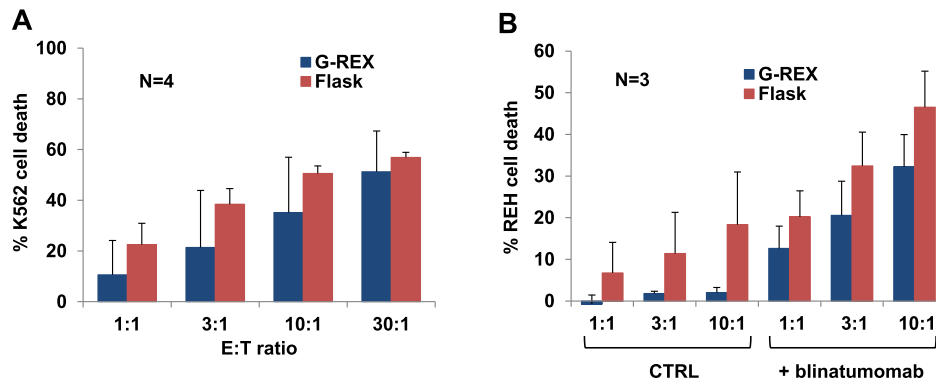 A
% K562 cell death
100
80
60
40
20
0
N=4
G-REX
Flask
1:1 3:1 10:1 30:1
E:T ratio
B
% REH cell death
60
50
40
30
20
10
0
N=3
G-REX
Flask
1:1 3:1 10:1 1:1 3:1 10:1
CTRL + blinatumomab